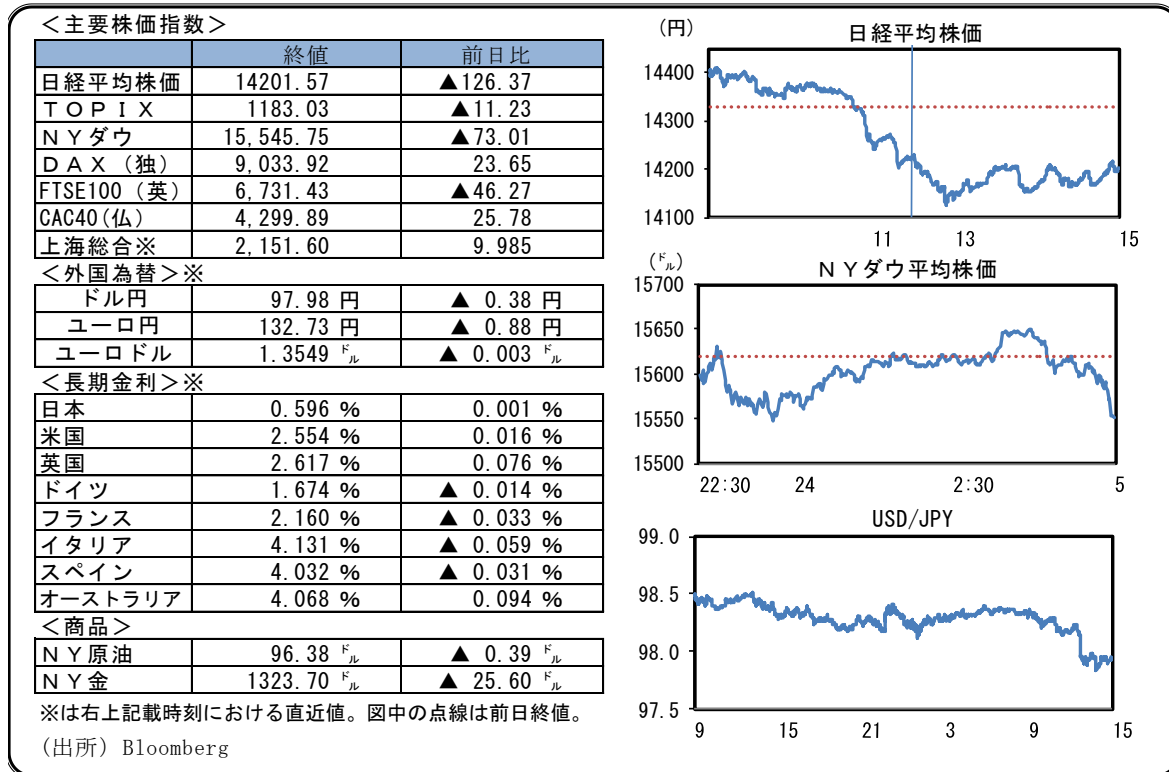 <主要株価指数>
終値 前日比
日経平均株価 14201.57 ▲126.37
ＴＯＰＩＸ 1183.03 ▲11.23
ＮＹダウ 15,545.75 ▲73.01
ＤＡＸ（独） 9,033.92 23.65
FTSE100（英） 6,731.43 ▲46.27
CAC40(仏) 4,299.89 25.78
上海総合※ 2,151.60 9.985
<外国為替>※
ドル円 97.98 円 ▲ 0.38 円
ユーロ円 132.73 円 ▲ 0.88 円
ユーロドル 1.3549 ㌦ ▲ 0.003 ㌦
<長期金利>※
日本 0.596 % 0.001 %
米国 2.554 % 0.016 %
英国 2.617 % 0.076 %
ドイツ 1.674 % ▲ 0.014 %
フランス 2.160 % ▲ 0.033 %
イタリア 4.131 % ▲ 0.059 %
スペイン 4.032 % ▲ 0.031 %
オーストラリア 4.068 % 0.094 %
<商品>
ＮＹ原油 96.38 ㌦ ▲ 0.39 ㌦
ＮＹ金 1323.70 ㌦ ▲ 25.60 ㌦
※は右上記載時刻における直近値。図中の点線は前日終値。
(出所) Bloomberg
(円) 日経平均株価
14400
14300
14200
14100
11 13 15
(㌦) ＮＹダウ平均株価
15700
15650
15600
15550
15500
22:30 24 2:30 5
USD/JPY
99.0
98.5
98.0
97.5
9 15 21 3 9 15